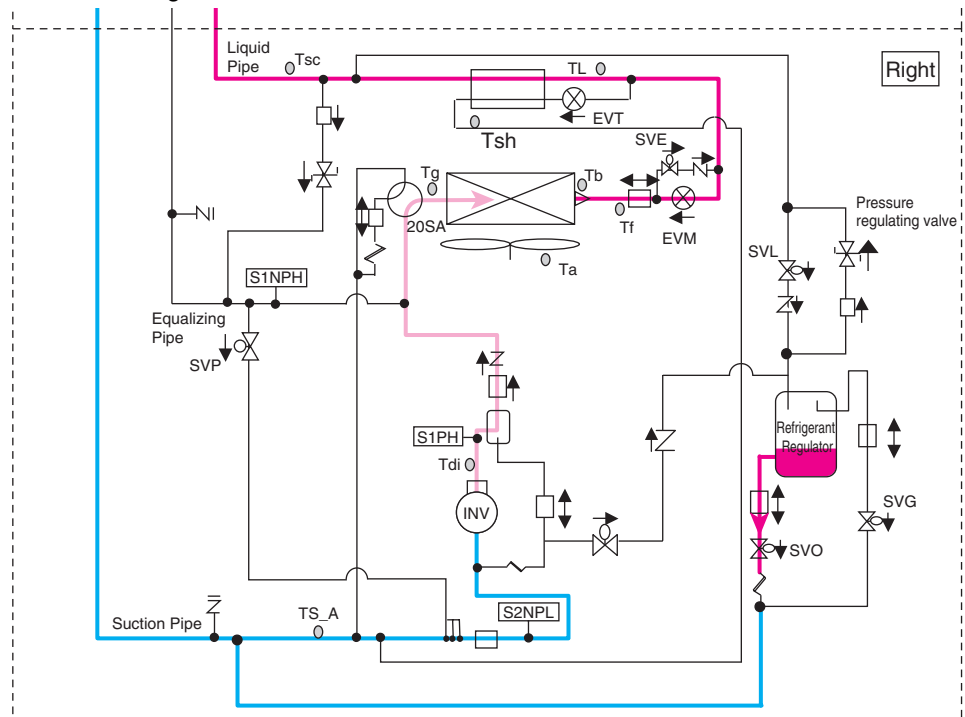 Liquid
Pipe
Tsc
TL
Right
EVT
Tsh
SVE
Tg
Tb
Pressure
regulating valve
20SA
Tf
EVM
SVL
Ta
S1NPH
Equalizing
Pipe
SVP
S1PH
Refrigerant
Regulator
Tdi
INV
SVG
SVO
TS_A
S2NPL
Suction Pipe